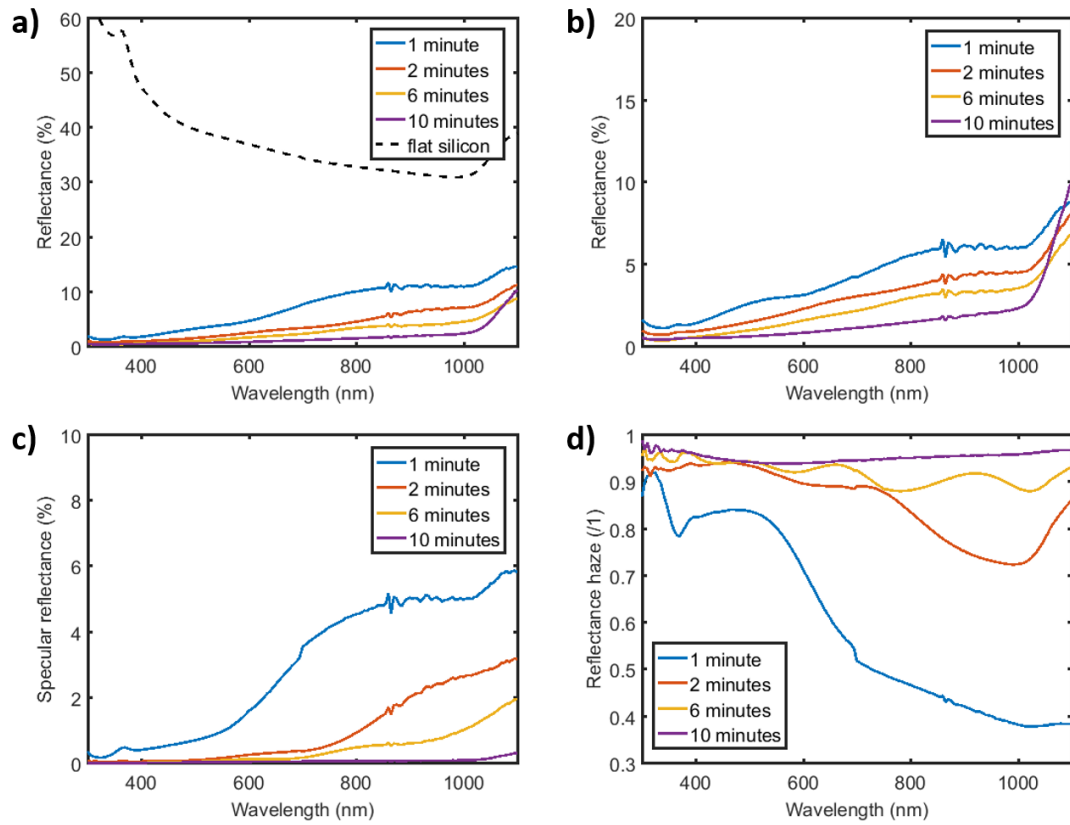 a)
60
50
40
30
20
10
0
Reflectance (%)
400
600
800
1000
Wavelength (nm)
1 minute
2 minutes
6 minutes
10 minutes
flat silicon
b)
20
15
10
5
0
Reflectance (%)
400
600
800
1000
Wavelength (nm)
1 minute
2 minutes
6 minutes
10 minutes
c)
10
8
6
4
2
0
Specular reflectance (%)
400
600
800
1000
Wavelength (nm)
1 minute
2 minutes
6 minutes
10 minutes
d)
1
0.9
0.8
0.7
0.6
0.5
0.4
0.3
Reflectance haze (/1)
400
600
800
1000
Wavelength (nm)
1 minute
2 minutes
6 minutes
10 minutes